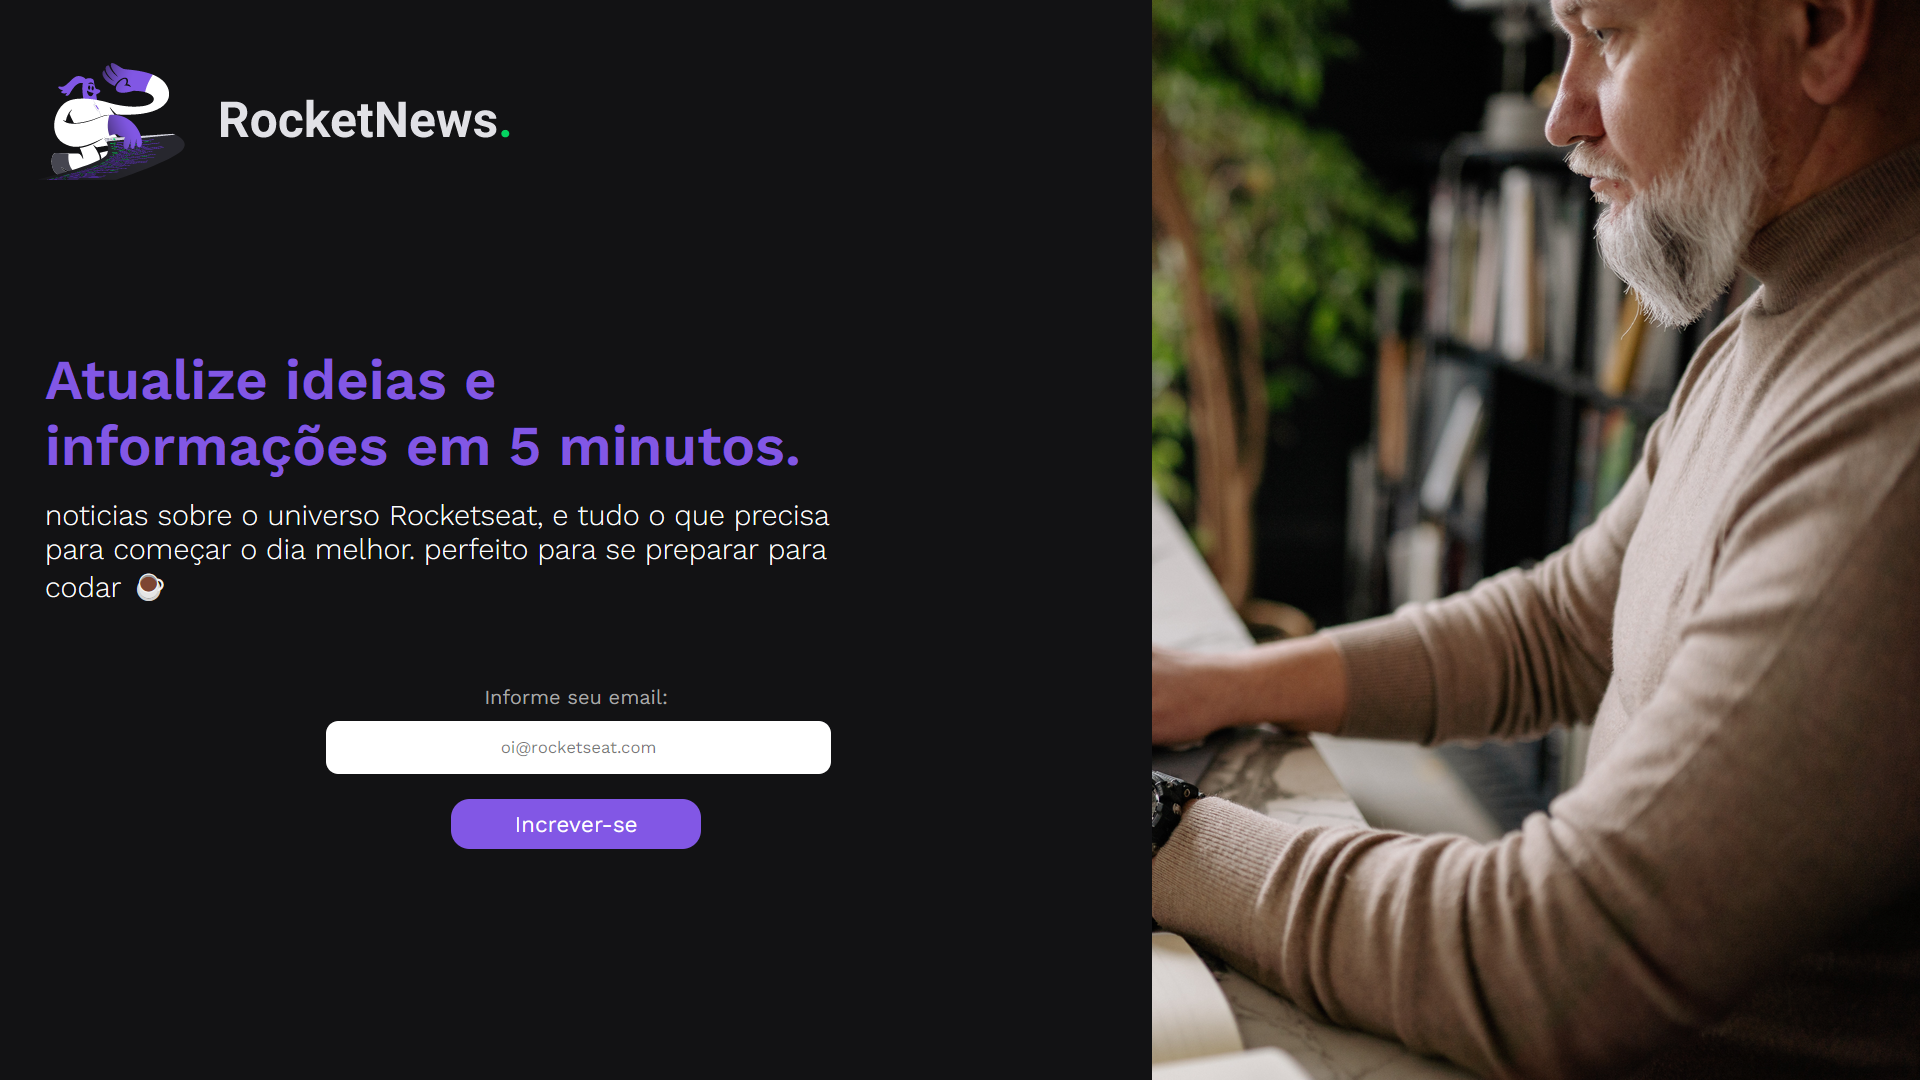 RocketNews.
Atualize ideias e
informações em 5 minutos.
noticias sobre o universo Rocketseat, e tudo o que precisa
para começar o dia melhor. perfeito para se preparar para
codar ☕
Informe seu email:
oi@rocketseat.com
Increver-se